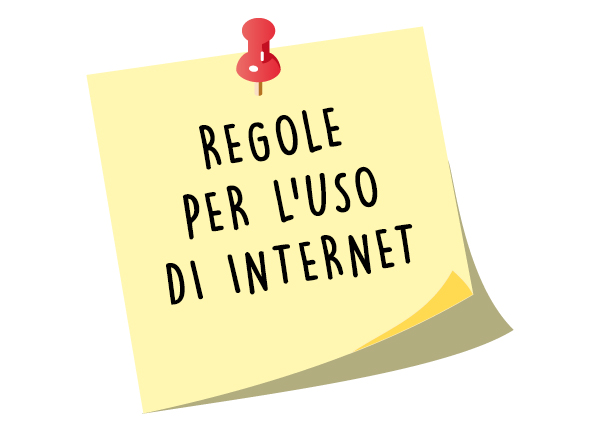 REGOLE
PER L'USO
DI INTERNET